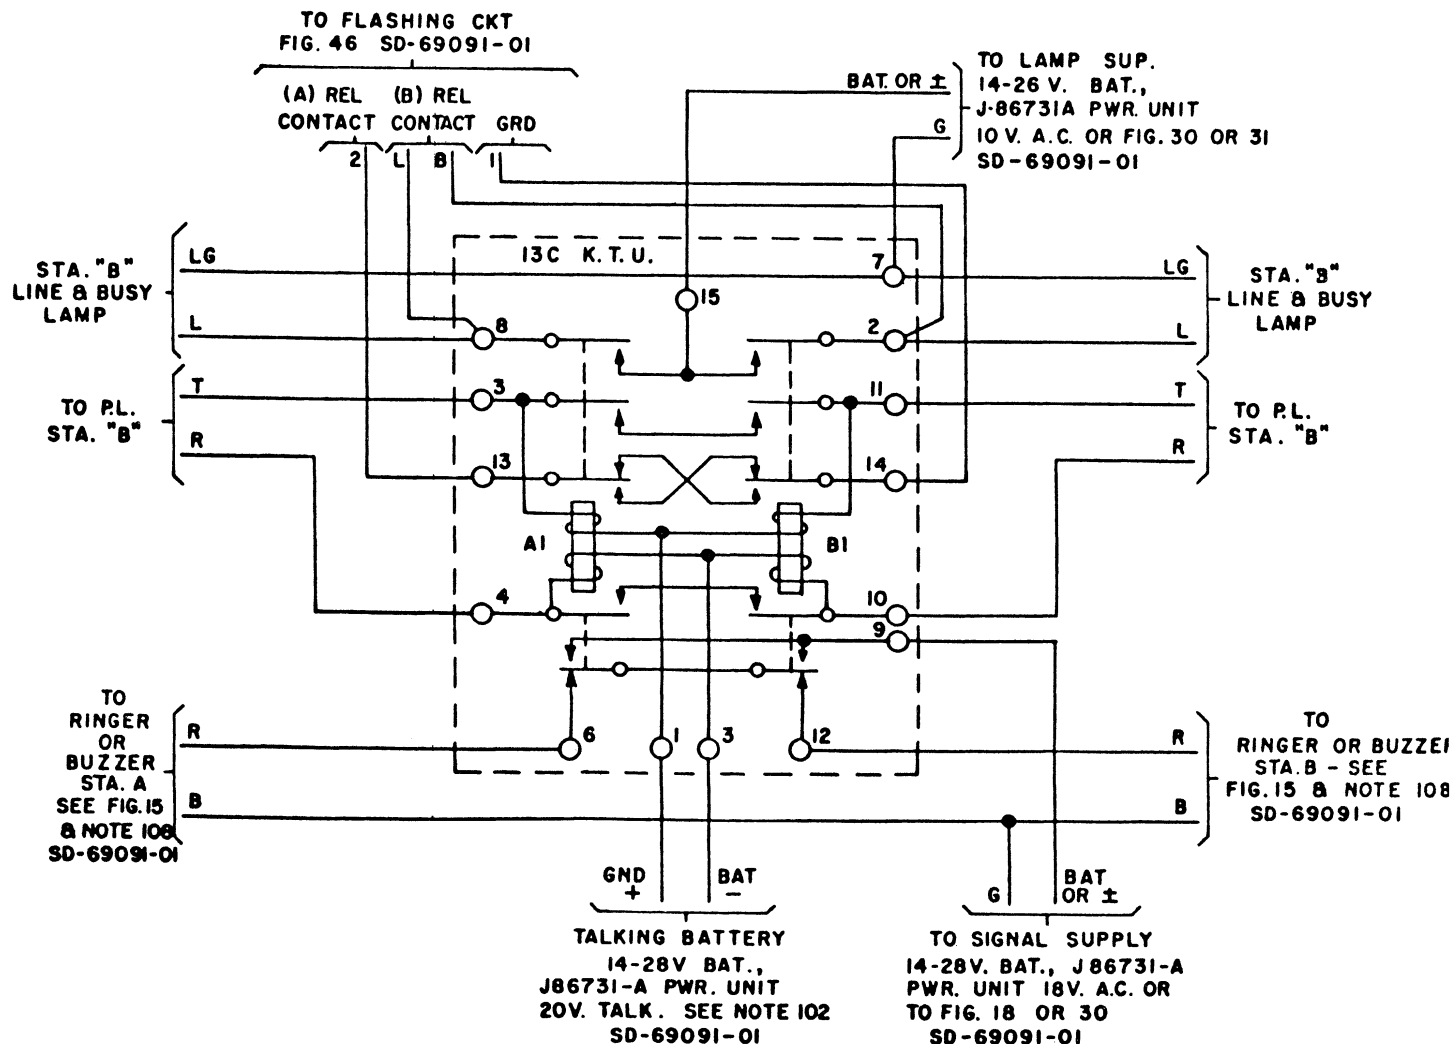 TO FLASHING CKT
FIG. 46 SD-69091-01
(A) REL (B) REL
CONTACT CONTACT GRD
2 L B 1
BAT. OR ±
G
TO LAMP SUP.
14-26 V. BAT.,
J-86731A PWR. UNIT
10 V. A.C. OR FIG. 30 OR 31
SD-69091-01
STA. "B"
LINE & BUSY
LAMP
LG
L
13C K.T.U.
7
15
8
2
LG
L
STA. "B"
LINE & BUSY
LAMP
TO P.L.
STA. "B"
T
R
3
11
13
14
T
R
TO P.L.
STA. "B"
A1
B1
4
10
9
TO
RINGER
OR
BUZZER
STA. A
SEE FIG. 15
& NOTE 108
SD-69091-01
R
B
6
1
3
12
R
B
TO
RINGER OR BUZZER
STA. B - SEE
FIG. 15 & NOTE 108
SD-69091-01
GND
+
BAT
-
TALKING BATTERY
14-28V BAT.,
J86731-A PWR. UNIT
20V. TALK. SEE NOTE 102
SD-69091-01
G
BAT
OR ±
TO SIGNAL SUPPLY
14-28V. BAT., J86731-A
PWR. UNIT 18V. A.C. OR
TO FIG. 18 OR 30
SD-69091-01